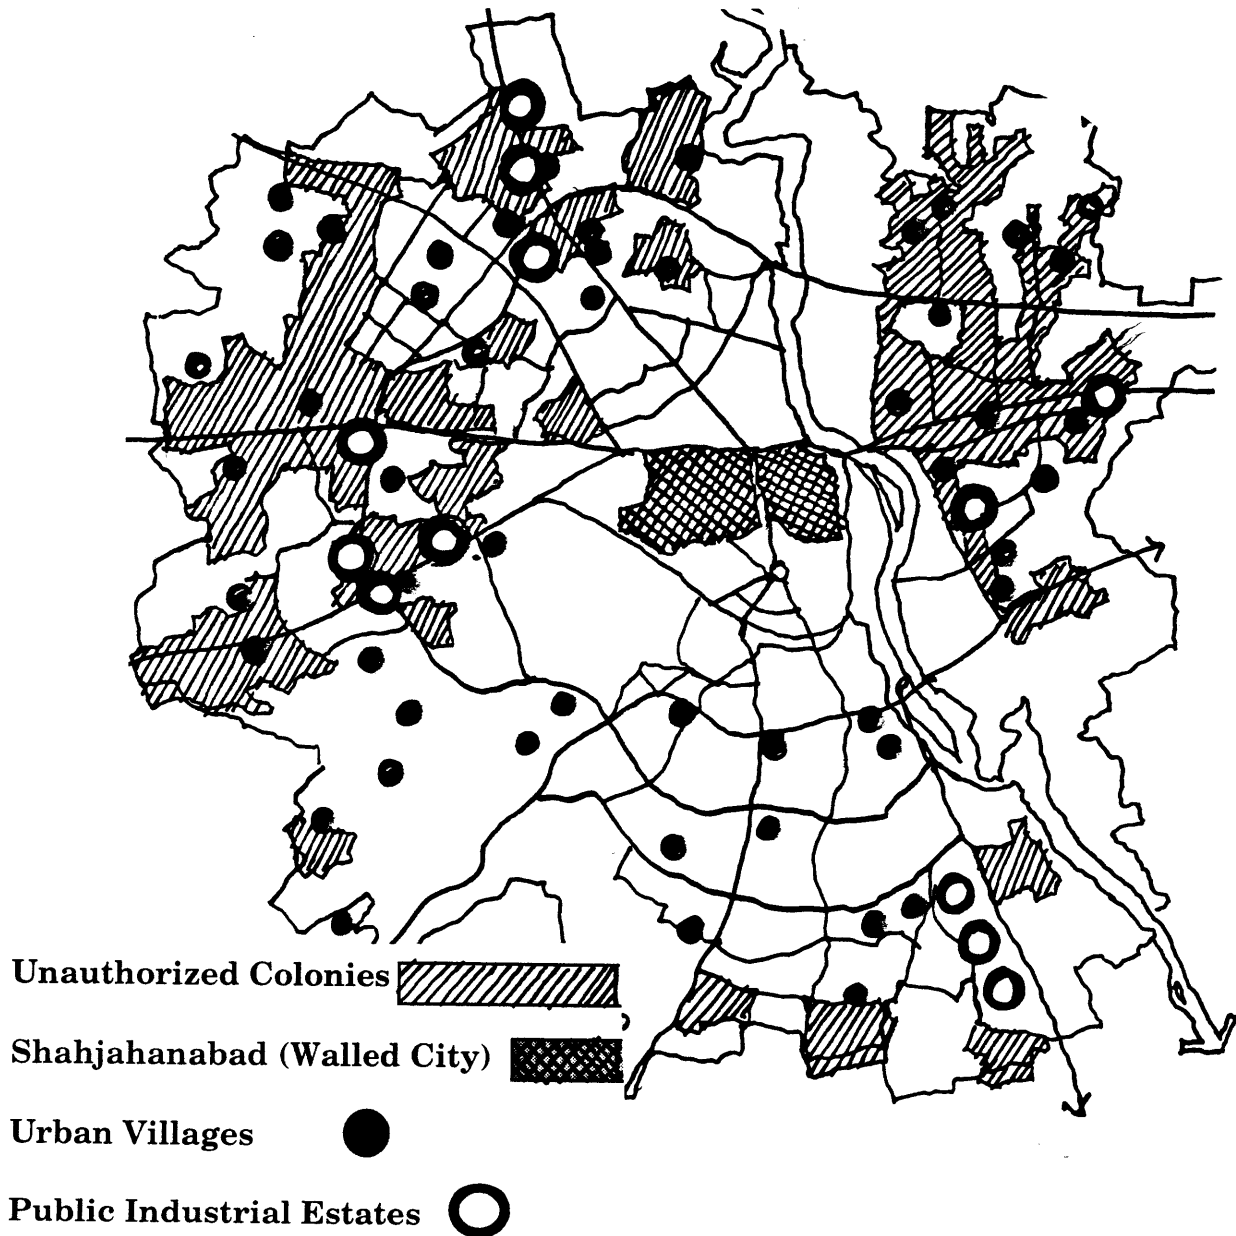 Unauthorized Colonies
Shahjahanabad (Walled City)
Urban Villages
Public Industrial Estates